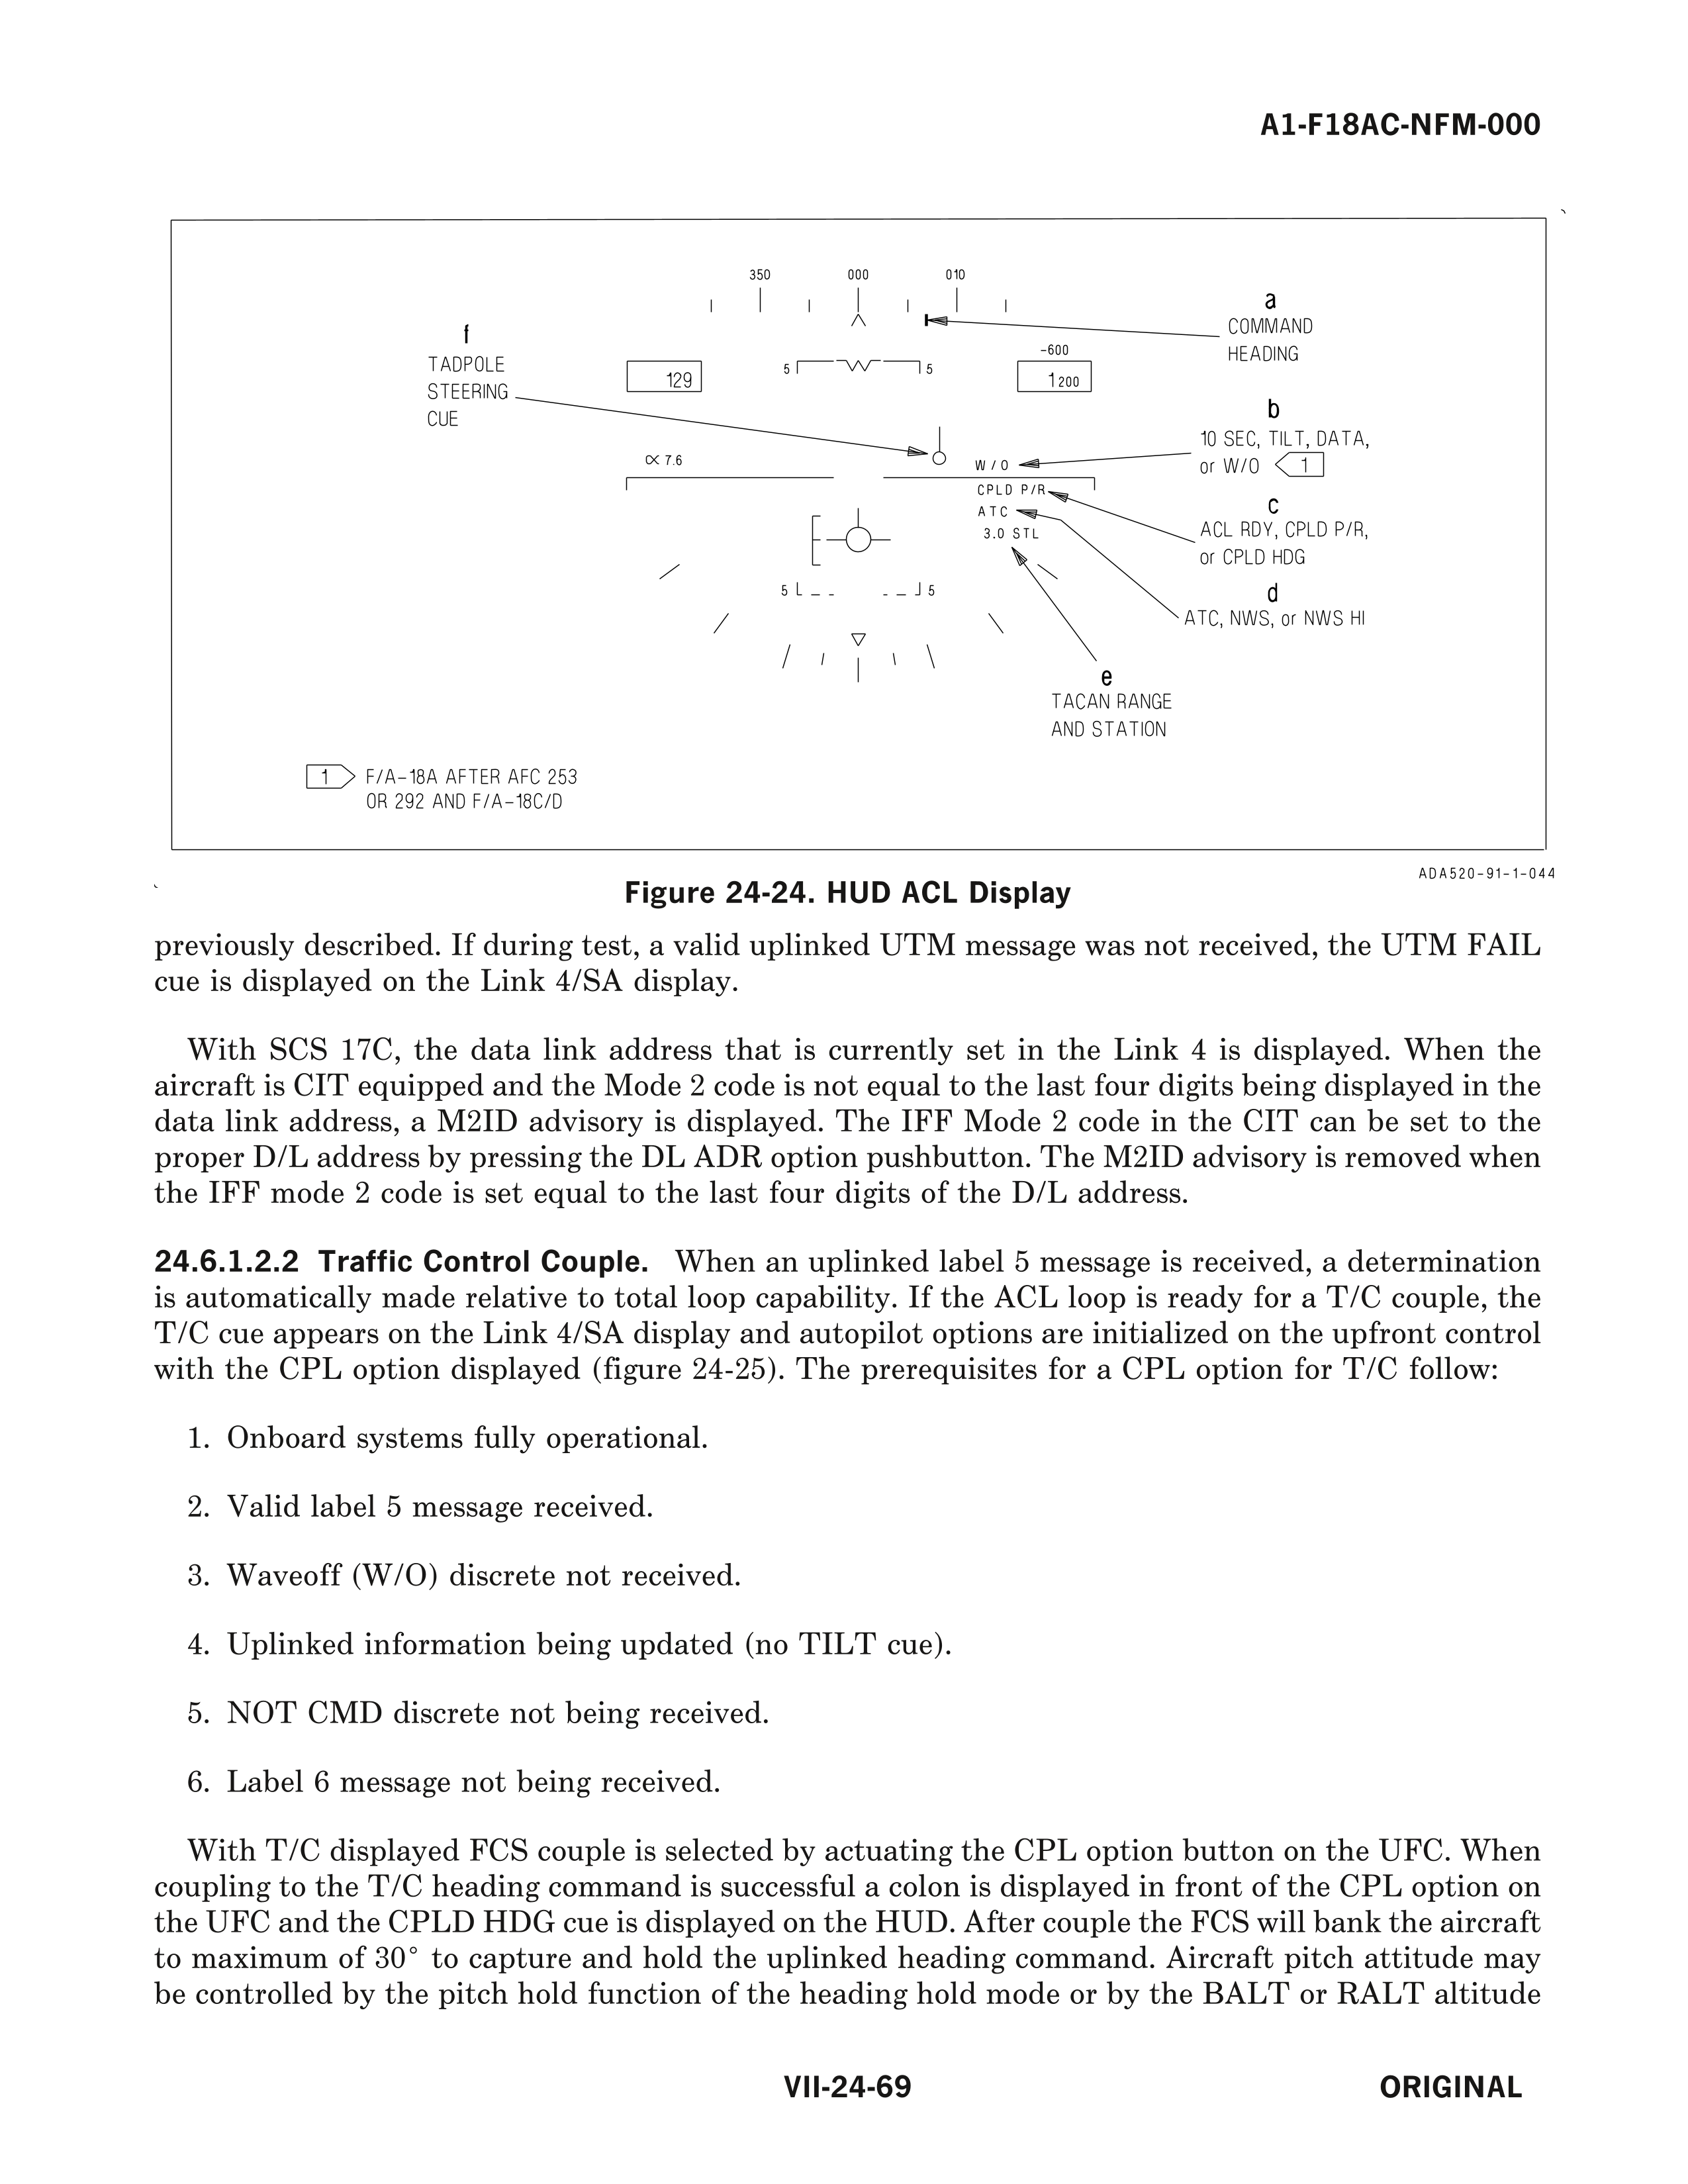 A1-F18AC-NFM-000
350 000 010
a
COMMAND
HEADING
f
TADPOLE
STEERING
CUE
129
5 5
-600
1 200
b
10 SEC, TILT, DATA,
or W/O 1
∝ 7.6
W/O
CPLD P/R
ATC
3.0 STL
c
ACL RDY, CPLD P/R,
or CPLD HDG
5 5
d
ATC, NWS, or NWS HI
e
TACAN RANGE
AND STATION
1 F/A-18A AFTER AFC 253
OR 292 AND F/A-18C/D
ADA520-91-1-044
Figure 24-24. HUD ACL Display
previously described. If during test, a valid uplinked UTM message was not received, the UTM FAIL
cue is displayed on the Link 4/SA display.
With SCS 17C, the data link address that is currently set in the Link 4 is displayed. When the
aircraft is CIT equipped and the Mode 2 code is not equal to the last four digits being displayed in the
data link address, a M2ID advisory is displayed. The IFF Mode 2 code in the CIT can be set to the
proper D/L address by pressing the DL ADR option pushbutton. The M2ID advisory is removed when
the IFF mode 2 code is set equal to the last four digits of the D/L address.
24.6.1.2.2 Traffic Control Couple. When an uplinked label 5 message is received, a determination
is automatically made relative to total loop capability. If the ACL loop is ready for a T/C couple, the
T/C cue appears on the Link 4/SA display and autopilot options are initialized on the upfront control
with the CPL option displayed (figure 24-25). The prerequisites for a CPL option for T/C follow:
1. Onboard systems fully operational.
2. Valid label 5 message received.
3. Waveoff (W/O) discrete not received.
4. Uplinked information being updated (no TILT cue).
5. NOT CMD discrete not being received.
6. Label 6 message not being received.
With T/C displayed FCS couple is selected by actuating the CPL option button on the UFC. When
coupling to the T/C heading command is successful a colon is displayed in front of the CPL option on
the UFC and the CPLD HDG cue is displayed on the HUD. After couple the FCS will bank the aircraft
to maximum of 30° to capture and hold the uplinked heading command. Aircraft pitch attitude may
be controlled by the pitch hold function of the heading hold mode or by the BALT or RALT altitude
VII-24-69
ORIGINAL